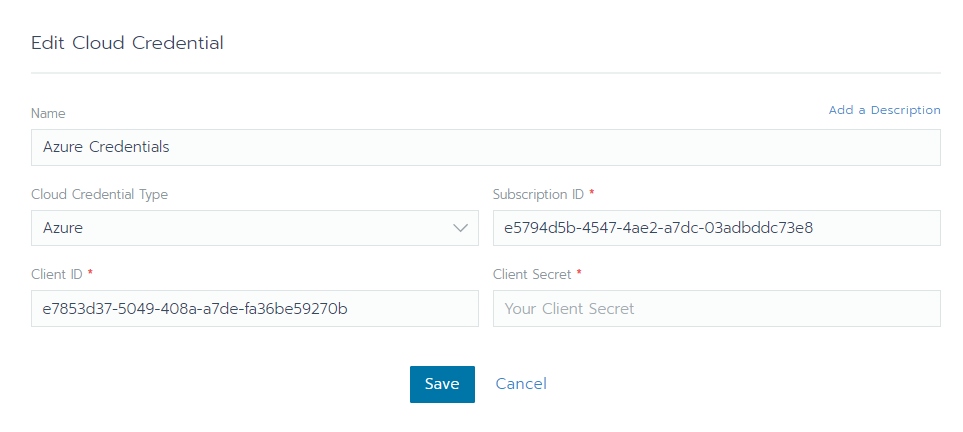 Edit Cloud Credential
Name
Add a Description
Azure Credentials
Cloud Credential Type
Subscription ID *
Azure
e5794d5b-4547-4ae2-a7dc-03adbddc73e8
Client ID *
Client Secret *
e7853d37-5049-408a-a7de-fa36be59270b
Your Client Secret
Save
Cancel